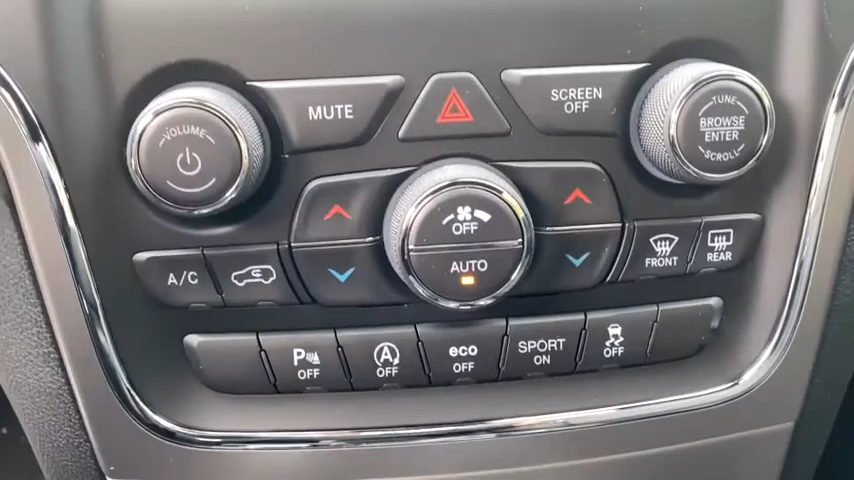 MUTE
SCREEN
OFF
VOLUME
TUNE
BROWSE
ENTER
SCROLL
OFF
AUTO
A/C
FRONT
REAR
P
OFF
A
OFF
eco
OFF
SPORT
ON
OFF